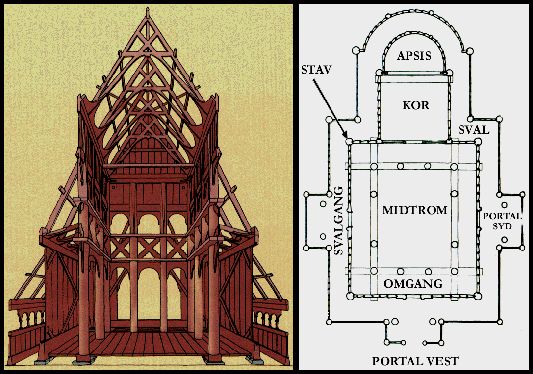 APSIS
STAV
KOR
SVAL
SVALGANG
MIDTROM
PORTAL
SYD
OMGANG
PORTAL VEST